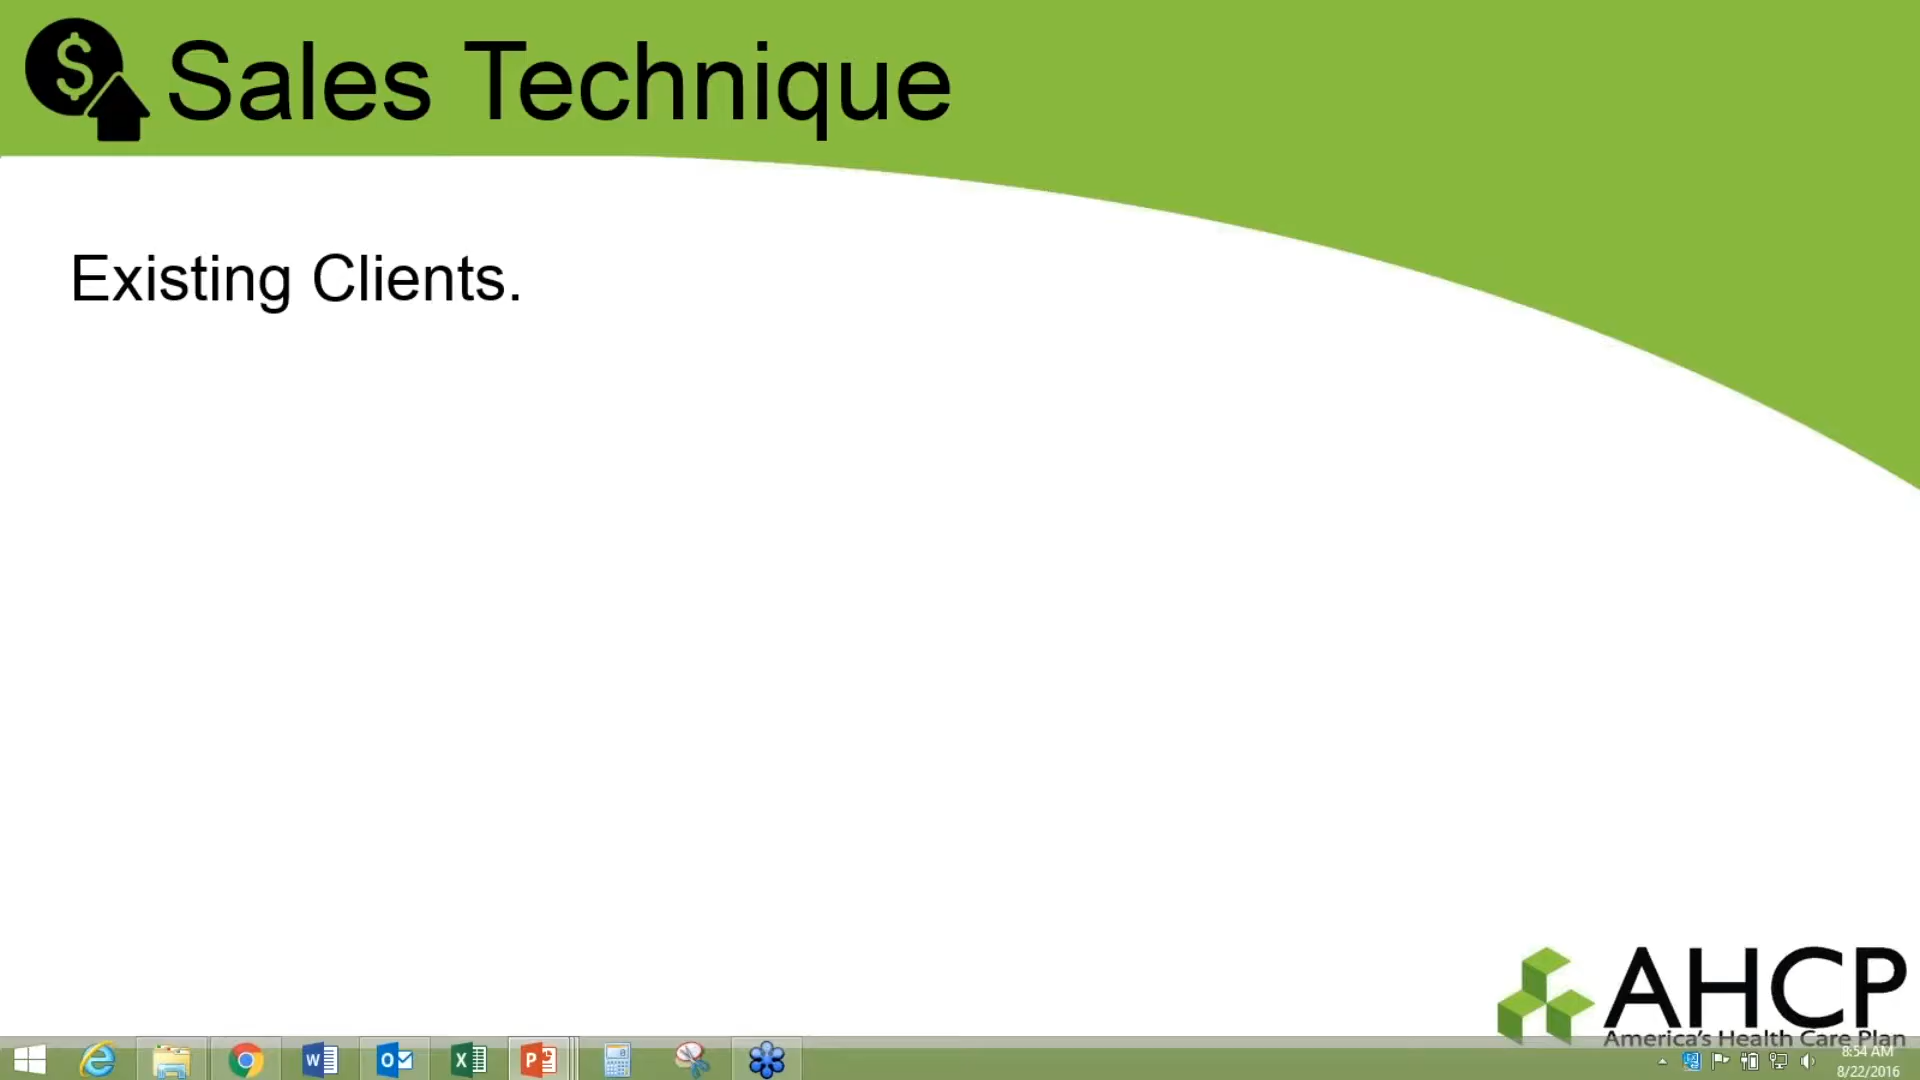 Sales Technique
Existing Clients.
AHCP
America's Health Care Plan
8:54 AM
8/22/2016